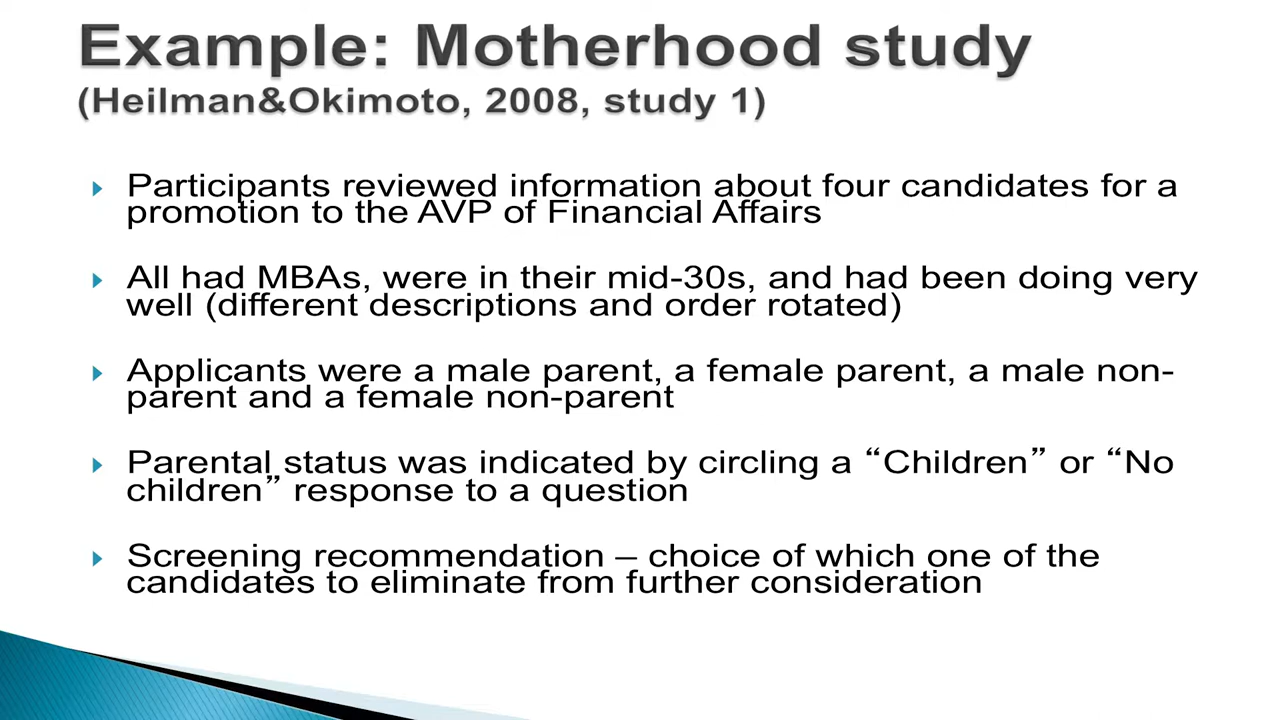 Example: Motherhood study
(Heilman&Okimoto, 2008, study 1)
Participants reviewed information about four candidates for a
promotion to the AVP of Financial Affairs
All had MBAs, were in their mid-30s, and had been doing very
well (different descriptions and order rotated)
Applicants were a male parent, a female parent, a male non-
parent and a female non-parent
Parental status was indicated by circling a “Children” or “No
children” response to a question
Screening recommendation – choice of which one of the
candidates to eliminate from further consideration